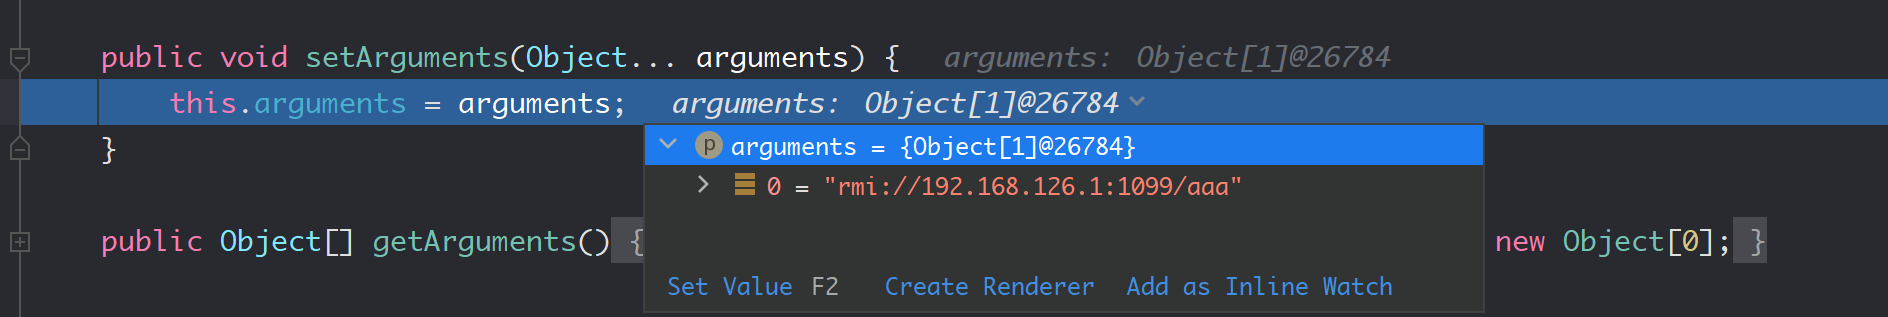 public void setArguments(Object... arguments) {   arguments: Object[1]@26784
this.arguments = arguments;   arguments: Object[1]@26784
p arguments = {Object[1]@26784}
}
0 = "rmi://192.168.126.1:1099/aaa"
public Object[] getArguments() { new Object[0]; }
Set Value F2 Create Renderer Add as Inline Watch